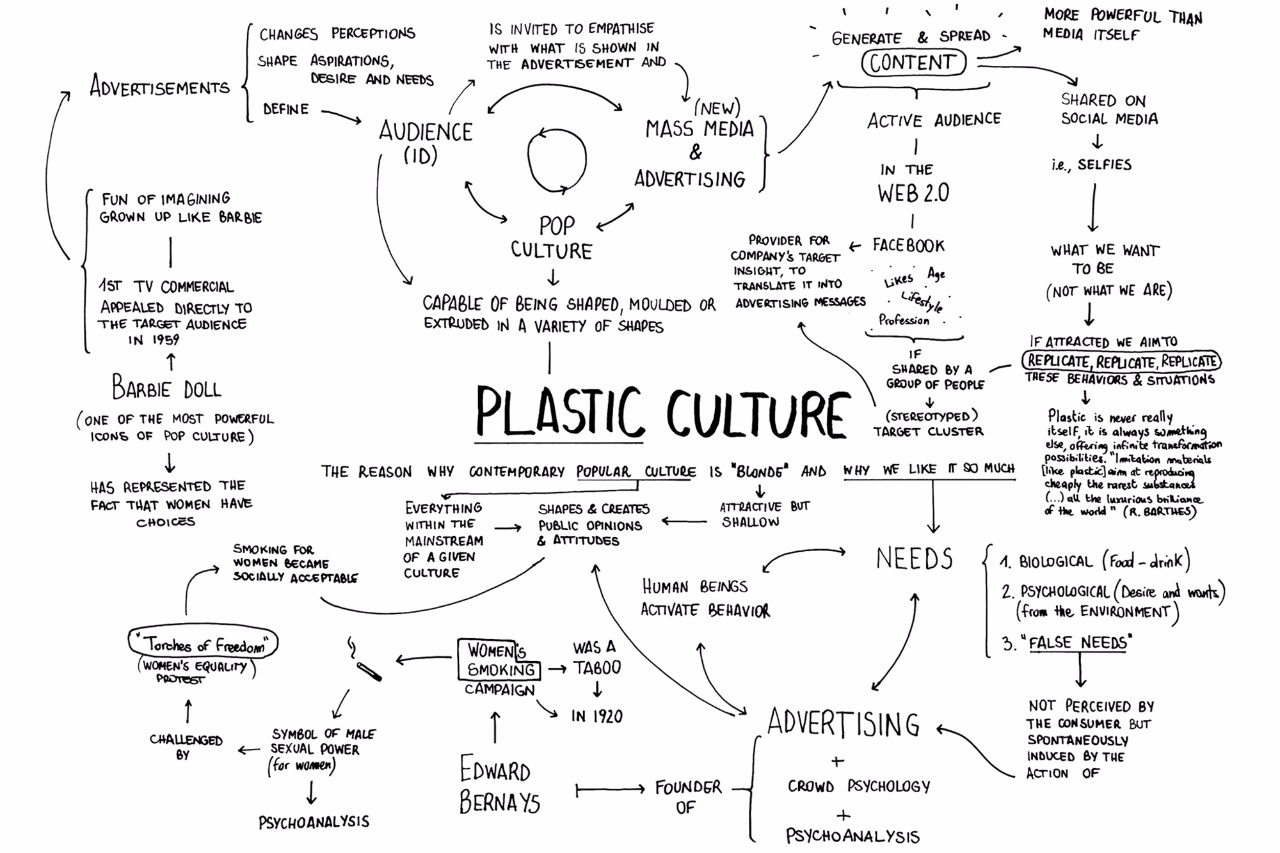 ADVERTISEMENTS
CHANGES PERCEPTIONS
SHAPE ASPIRATIONS,
DESIRE AND NEEDS
DEFINE
AUDIENCE
(ID)
IS INVITED TO EMPATHISE
WITH WHAT IS SHOWN IN
THE ADVERTISEMENT AND
(NEW)
MASS MEDIA
&
ADVERTISING
POP
CULTURE
CAPABLE OF BEING SHAPED, MOULDED OR
EXTRUDED IN A VARIETY OF SHAPES
GENERATE & SPREAD
CONTENT
MORE POWERFUL THAN
MEDIA ITSELF
SHARED ON
SOCIAL MEDIA
i.e., SELFIES
WHAT WE WANT
TO BE
(NOT WHAT WE ARE)
IF ATTRACTED WE AIM TO
REPLICATE, REPLICATE, REPLICATE
THESE BEHAVIORS & SITUATIONS
Plastic is never really
itself, it is always something
else, offering infinite transformation
possibilities. "Imitation materials
[like plastic] aim at reproducing
cheaply the rarest substances
(...) all the luxurious brilliance
of the world" (R. BARTHES)
ACTIVE AUDIENCE
IN THE
WEB 2.0
FACEBOOK
Likes Age
Lifestyle
Profession
PROVIDER FOR
COMPANY'S TARGET
INSIGHT, TO
TRANSLATE IT INTO
ADVERTISING MESSAGES
IF
SHARED BY A
GROUP OF PEOPLE
(STEREOTYPED)
TARGET CLUSTER
FUN OF IMAGINING
GROWN UP LIKE BARBIE
1ST TV COMMERCIAL
APPEALED DIRECTLY TO
THE TARGET AUDIENCE
IN 1959
BARBIE DOLL
(ONE OF THE MOST POWERFUL
ICONS OF POP CULTURE)
HAS REPRESENTED THE
FACT THAT WOMEN HAVE
CHOICES
PLASTIC CULTURE
THE REASON WHY CONTEMPORARY POPULAR CULTURE IS "BLONDE" AND WHY WE LIKE IT SO MUCH
EVERYTHING
WITHIN THE
MAINSTREAM
OF A GIVEN
CULTURE
SHAPES & CREATES
PUBLIC OPINIONS
& ATTITUDES
ATTRACTIVE BUT
SHALLOW
HUMAN BEINGS
ACTIVATE BEHAVIOR
NEEDS
1. BIOLOGICAL (Food - drink)
2. PSYCHOLOGICAL (Desire and wants)
(from the ENVIRONMENT)
3. "FALSE NEEDS"
NOT PERCEIVED BY
THE CONSUMER BUT
SPONTANEOUSLY
INDUCED BY THE
ACTION OF
SMOKING FOR
WOMEN BECAME
SOCIALLY ACCEPTABLE
"Torches of Freedom"
(WOMEN'S EQUALITY)
PROTEST
CHALLENGED
BY
SYMBOL OF MALE
SEXUAL POWER
(for women)
PSYCHOANALYSIS
WOMEN'S
SMOKING
CAMPAIGN
WAS A
TABOO
IN 1920
EDWARD
BERNAYS
FOUNDER
OF
ADVERTISING
+
CROWD PSYCHOLOGY
+
PSYCHOANALYSIS